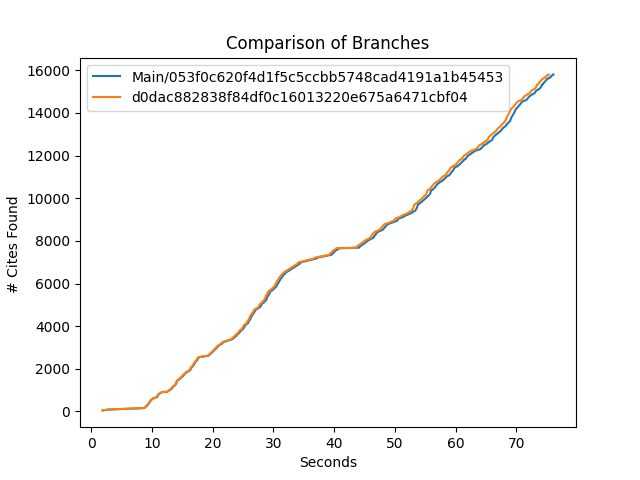 Comparison of Branches
Main/053f0c620f4d1f5c5ccbb5748cad4191a1b45453
d0dac882838f84df0c16013220e675a6471cbf04
16000
14000
12000
10000
8000
6000
4000
2000
0
# Cites Found
0 10 20 30 40 50 60 70
Seconds